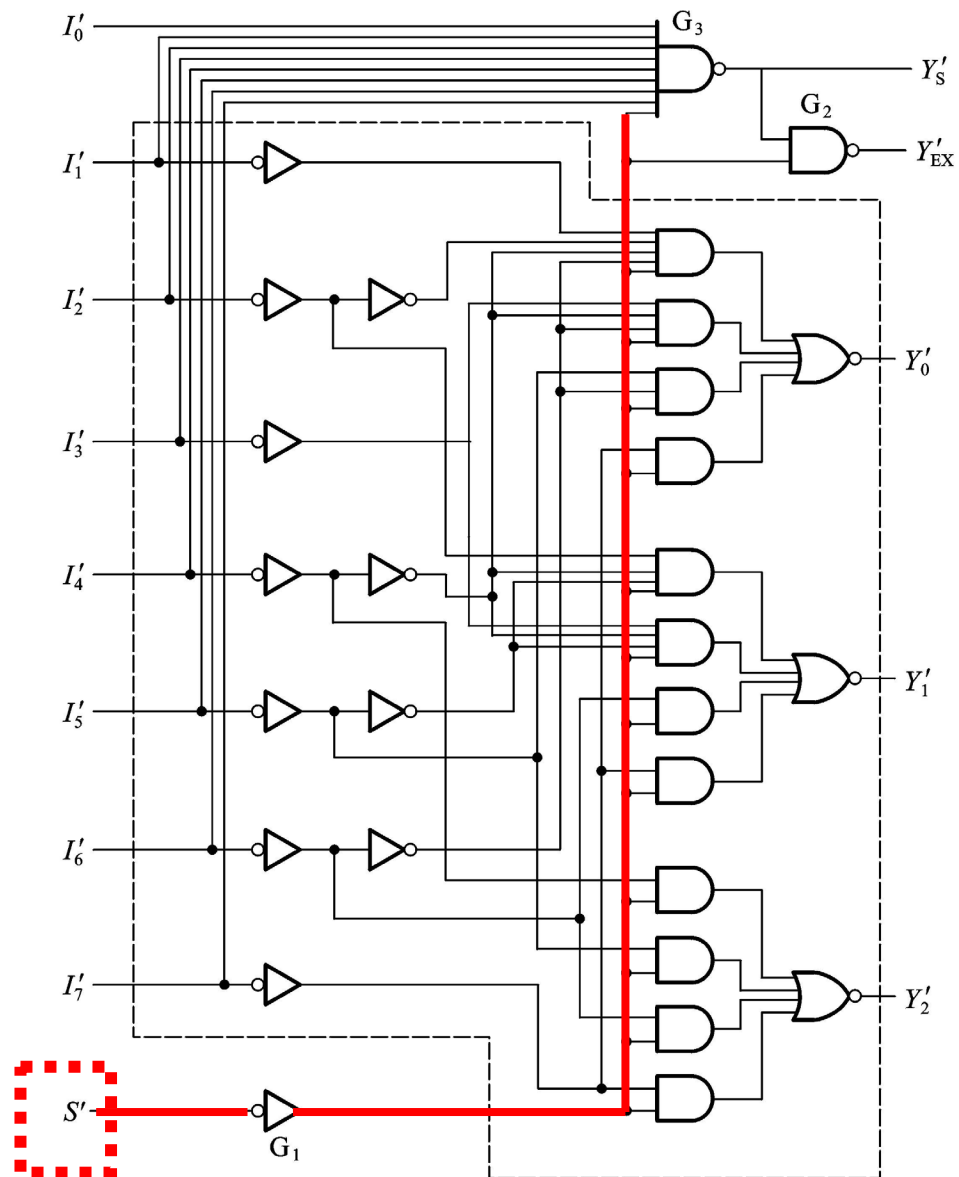 I′₀
G₃
Y′S
G₂
I′₁
Y′EX
I′₂
Y′₀
I′₃
I′₄
Y′₁
I′₅
I′₆
I′₇
Y′₂
S′
G₁